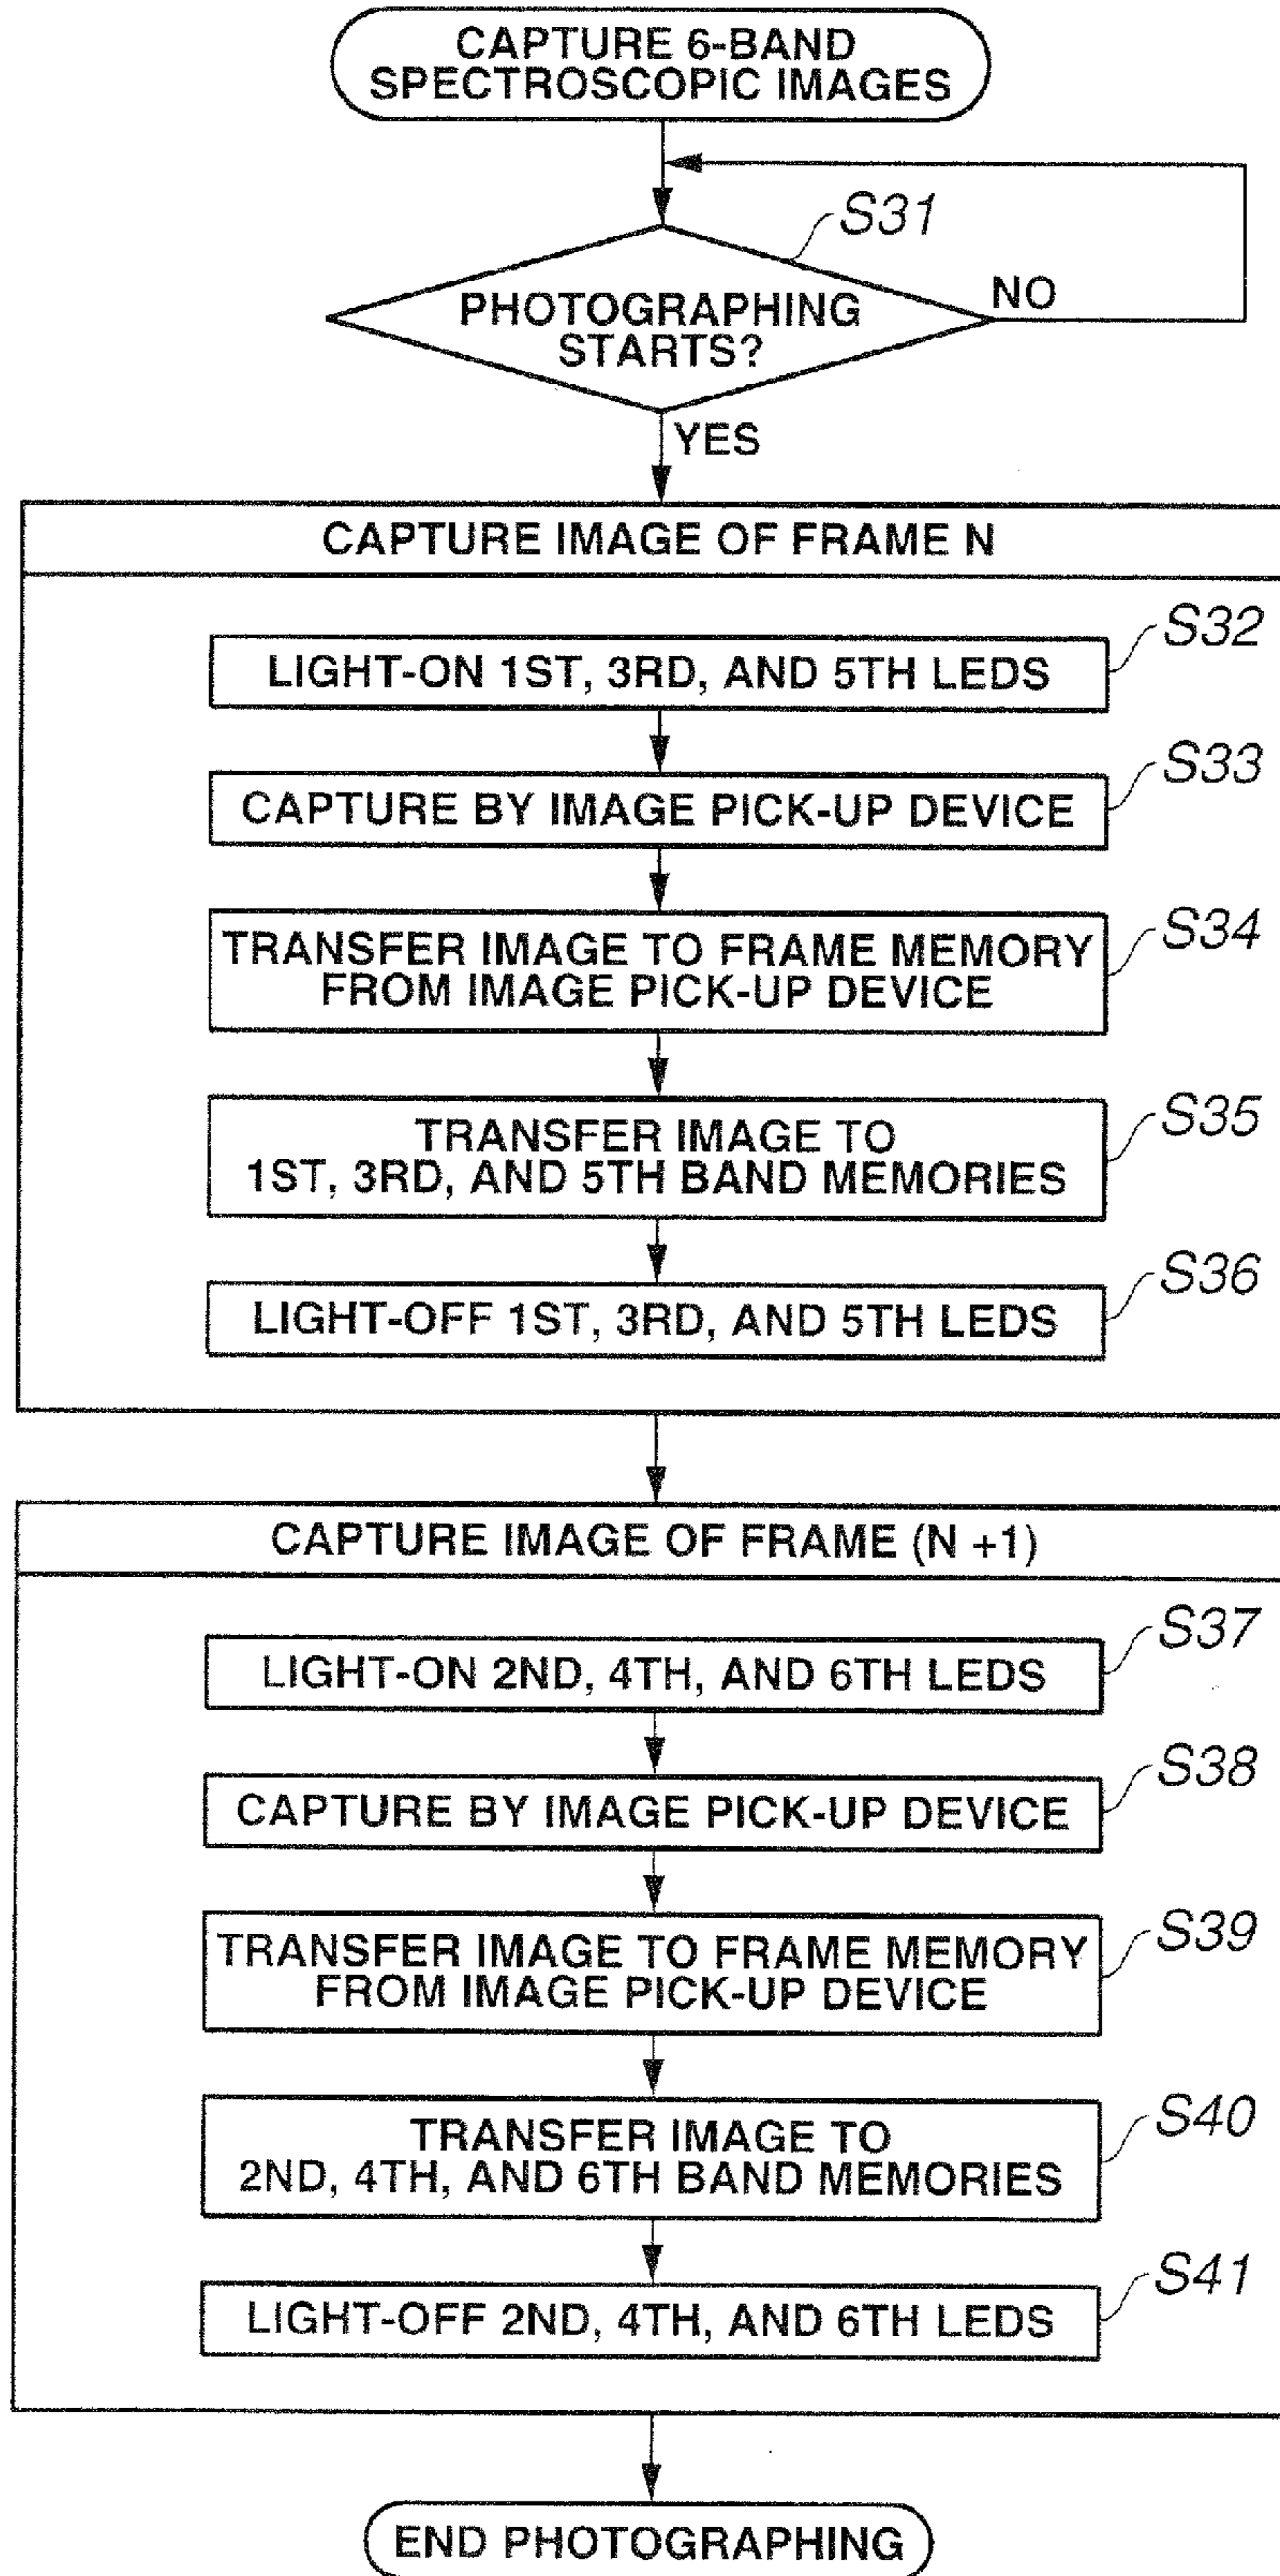 CAPTURE 6-BAND
SPECTROSCOPIC IMAGES
S31
PHOTOGRAPHING
STARTS?
NO
YES
CAPTURE IMAGE OF FRAME N
S32
LIGHT-ON 1ST, 3RD, AND 5TH LEDS
S33
CAPTURE BY IMAGE PICK-UP DEVICE
S34
TRANSFER IMAGE TO FRAME MEMORY
FROM IMAGE PICK-UP DEVICE
S35
TRANSFER IMAGE TO
1ST, 3RD, AND 5TH BAND MEMORIES
S36
LIGHT-OFF 1ST, 3RD, AND 5TH LEDS
CAPTURE IMAGE OF FRAME (N +1)
S37
LIGHT-ON 2ND, 4TH, AND 6TH LEDS
S38
CAPTURE BY IMAGE PICK-UP DEVICE
S39
TRANSFER IMAGE TO FRAME MEMORY
FROM IMAGE PICK-UP DEVICE
S40
TRANSFER IMAGE TO
2ND, 4TH, AND 6TH BAND MEMORIES
S41
LIGHT-OFF 2ND, 4TH, AND 6TH LEDS
END PHOTOGRAPHING